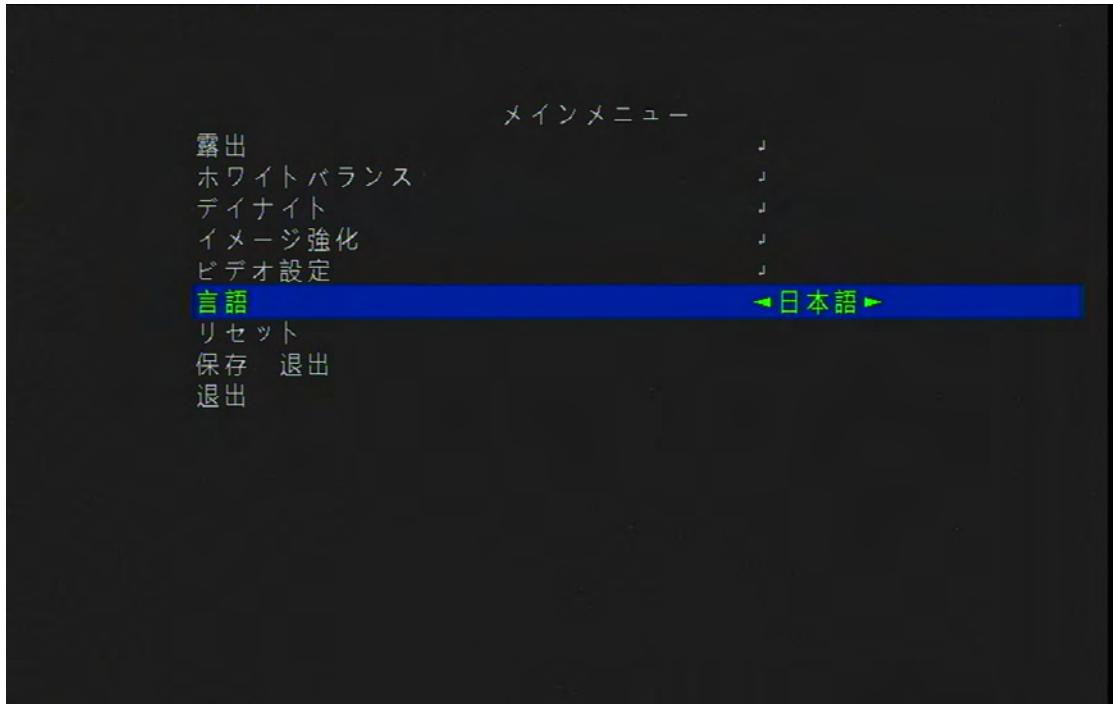 メインメニュー
露出 ↲
ホワイトバランス ↲
デイナイト ↲
イメージ強化 ↲
ビデオ設定 ↲
言語 ◄日本語►
リセット
保存 退出
退出